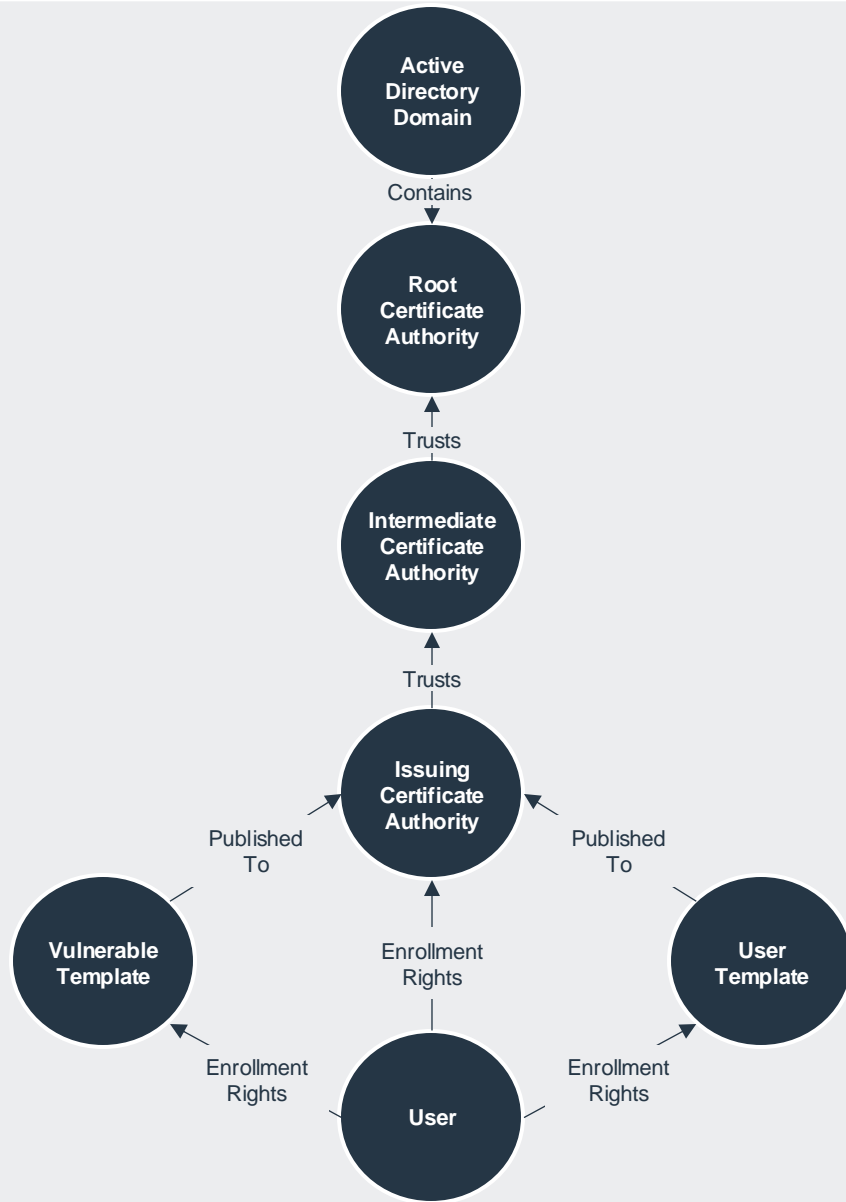 Active
Directory
Domain
Contains
Root
Certificate
Authority
Trusts
Intermediate
Certificate
Authority
Trusts
Issuing
Certificate
Authority
Published
To
Published
To
Vulnerable
Template
Enrollment
Rights
User
Template
Enrollment
Rights
User
Enrollment
Rights